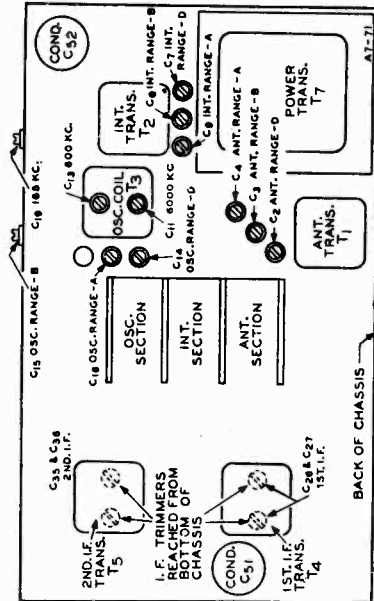 COND.
C52
C19 168 KC.
C13 600 KC.
C15 OSC. RANGE-B
C8 INT. RANGE-B
C7 INT.
RANGE-D
INT.
TRANS.
T2
C9 INT. RANGE-A
OSC. COIL
T3
C11 6000 KC
C14
OSC. RANGE-D
C18 OSC. RANGE-A
A7-71
POWER
TRANS.
T7
C4 ANT. RANGE-A
C3 ANT. RANGE-B
C2 ANT. RANGE-D
ANT.
TRANS.
T1
OSC.
SECTION
INT.
SECTION
ANT.
SECTION
C35 & C36
2ND. I.F.
2ND. I.F.
TRANS.
T5
I. F. TRIMMERS
REACHED FROM
BOTTOM OF
CHASSIS
C26 & C27
1ST. I.F.
COND.
C51
1ST. I.F.
TRANS.
T4
BACK OF CHASSIS